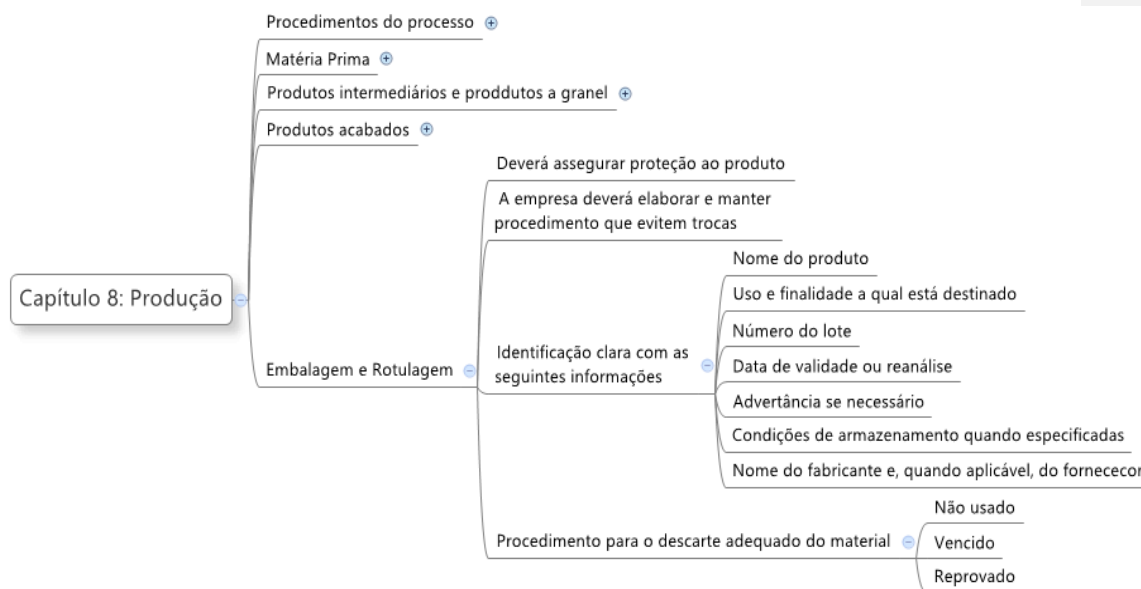 Procedimentos do processo
Matéria Prima
Produtos intermediários e proddutos a granel
Produtos acabados
Capítulo 8: Produção
Embalagem e Rotulagem
Deverá assegurar proteção ao produto
A empresa deverá elaborar e manter
procedimento que evitem trocas
Identificação clara com as
seguintes informações
Nome do produto
Uso e finalidade a qual está destinado
Número do lote
Data de validade ou reanálise
Advertância se necessário
Condições de armazenamento quando especificadas
Nome do fabricante e, quando aplicável, do fornececor
Procedimento para o descarte adequado do material
Não usado
Vencido
Reprovado